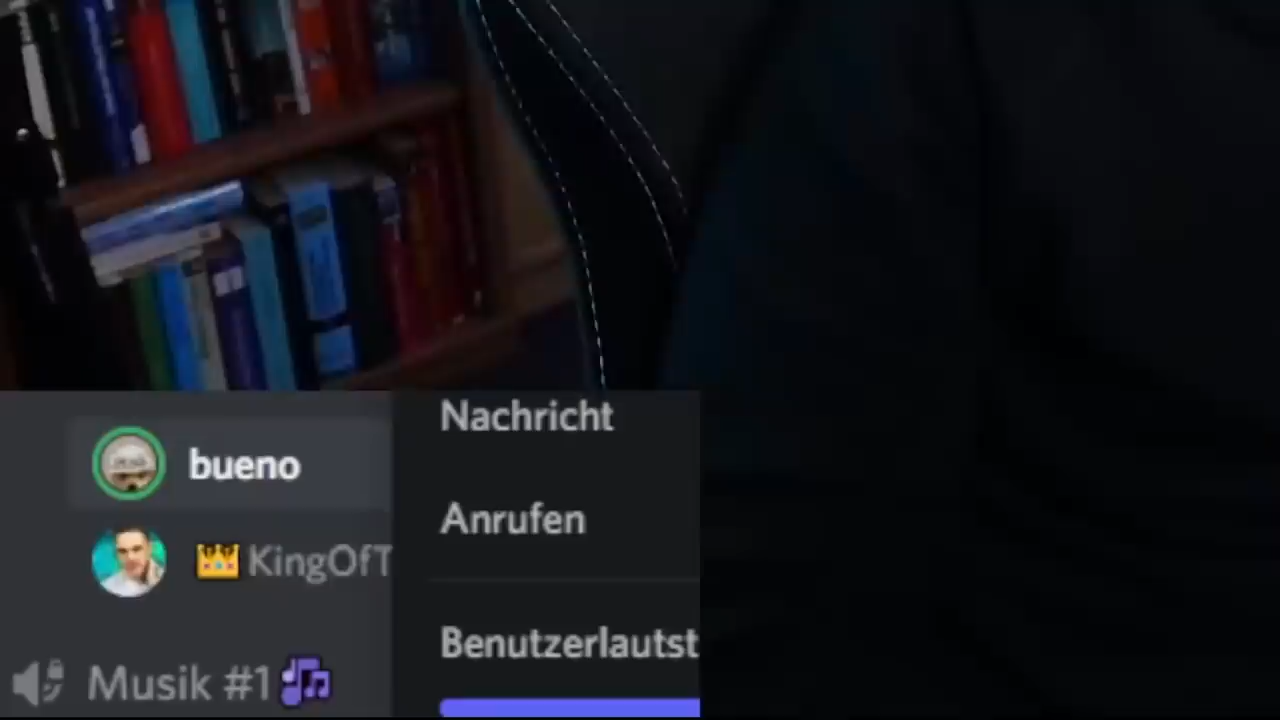 bueno
Nachricht
Anrufen
👑 KingOfT
Benutzerlautst
Musik #1🎶